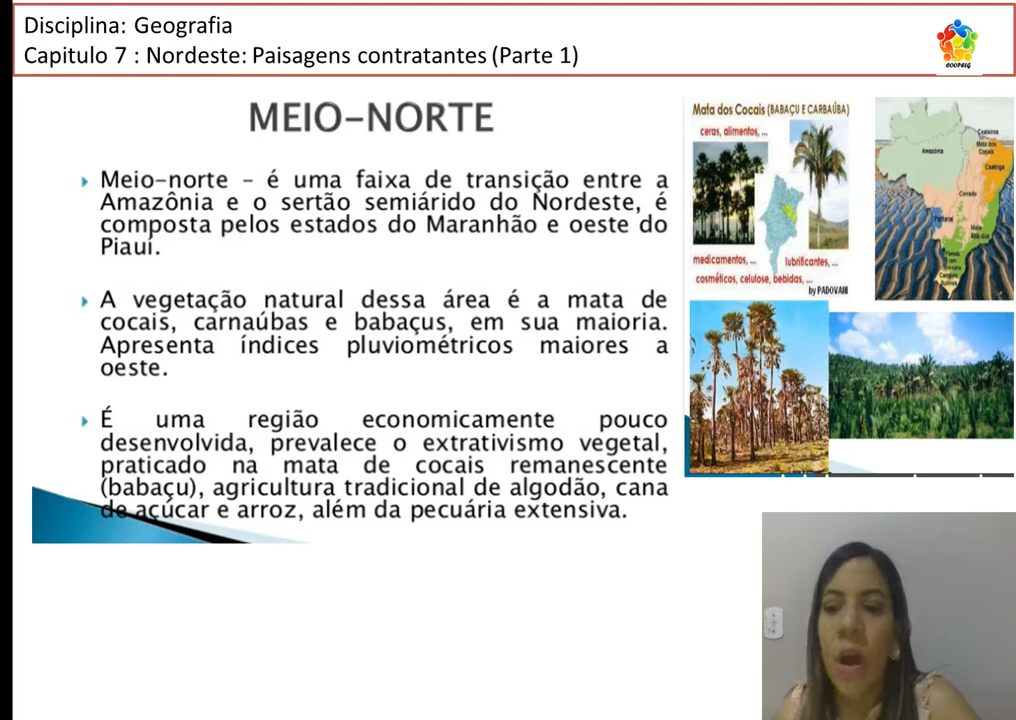 Disciplina: Geografia
Capitulo 7 : Nordeste: Paisagens contratantes (Parte 1)
COOPEIG
MEIO-NORTE
Meio-norte - é uma faixa de transição entre a
Amazônia e o sertão semiárido do Nordeste, é
composta pelos estados do Maranhão e oeste do
Piauí.
A vegetação natural dessa área é a mata de
cocais, carnaúbas e babaçus, em sua maioria.
Apresenta índices pluviométricos maiores a
oeste.
É uma região economicamente pouco
desenvolvida, prevalece o extrativismo vegetal,
praticado na mata de cocais remanescente
(babaçu), agricultura tradicional de algodão, cana
de açúcar e arroz, além da pecuária extensiva.
Mata dos Cocais (BABAÇU E CARBAÚBA)
ceras, alimentos, ...
medicamentos, ...
lubrificantes, ...
cosméticos, celulose, bebidas, ...
by PADOVANI
Costeiros
Mata dos
Cocais
Amazônia
Caatinga
Cerrado
Pantanal
Mata
Atlântica